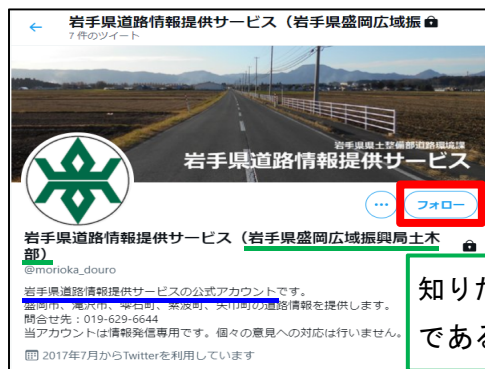 岩手県道路情報提供サービス（岩手県盛岡広域振
7 件のツイート
岩手県県土整備部道路環境課
岩手県道路情報提供サービス
フォロー
岩手県道路情報提供サービス（岩手県盛岡広域振興局土木
部）
@morioka_douro
岩手県道路情報提供サービスの公式アカウントです。
盛岡市、滝沢市、雫石町、紫波町、矢巾町の道路情報を提供します。
問合せ先：019-629-6644
当アカウントは情報発信専用です。個々の意見への対応は行いません。
2017年7月からTwitterを利用しています
知りた
である